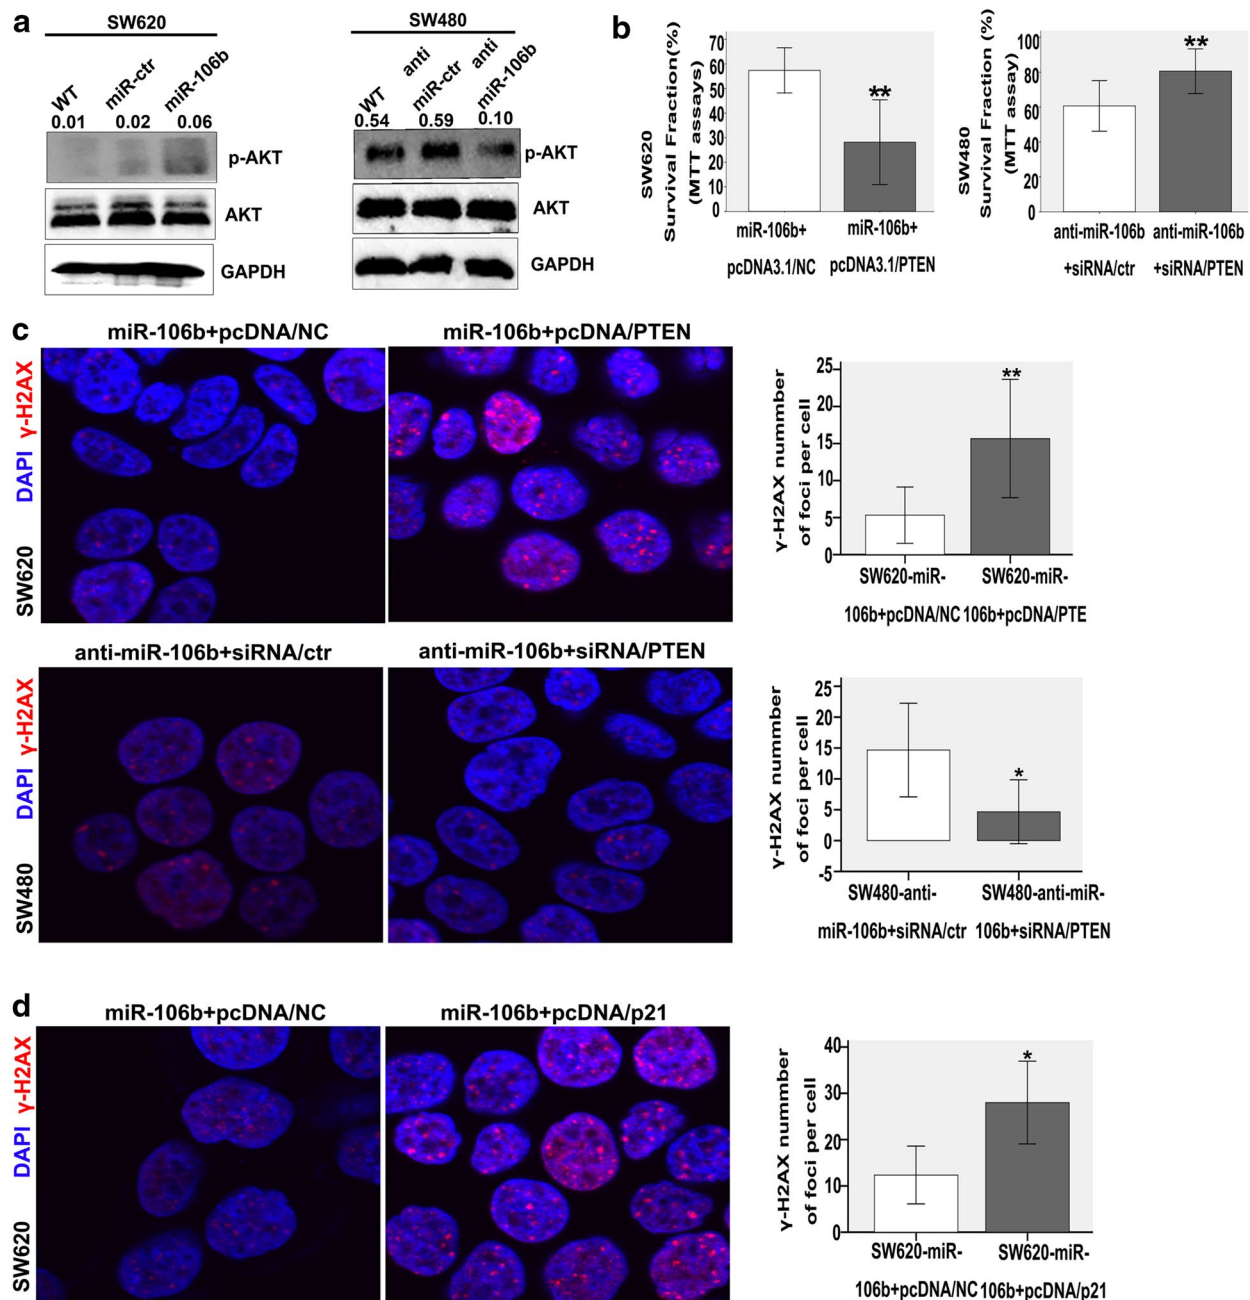 a
SW620
WT
miR-ctr
miR-106b
0.01 0.02 0.06
p-AKT
AKT
GAPDH
SW480
WT
anti
miR-ctr
anti
miR-106b
0.54 0.59 0.10
p-AKT
AKT
GAPDH
b
SW620
Survival Fraction(%)
(MTT assays)
70
60
50
40
30
20
10
0
**
miR-106b+
pcDNA3.1/NC
miR-106b+
pcDNA3.1/PTEN
SW480
Survival Fraction (%)
(MTT assay)
100
80
60
40
20
0
**
anti-miR-106b
+siRNA/ctr
anti-miR-106b
+siRNA/PTEN
c
miR-106b+pcDNA/NC
miR-106b+pcDNA/PTEN
SW620 DAPI γ-H2AX
γ-H2AX nummber
of foci per cell
25
20
15
10
5
0
**
SW620-miR-
106b+pcDNA/NC
SW620-miR-
106b+pcDNA/PTE
anti-miR-106b+siRNA/ctr
anti-miR-106b+siRNA/PTEN
SW480 DAPI γ-H2AX
γ-H2AX nummber
of foci per cell
25
20
15
10
5
0
-5
*
SW480-anti-
miR-106b+siRNA/ctr
SW480-anti-miR-
106b+siRNA/PTEN
d
miR-106b+pcDNA/NC
miR-106b+pcDNA/p21
SW620 DAPI γ-H2AX
γ-H2AX nummber
of foci per cell
40
30
20
10
0
*
SW620-miR-
106b+pcDNA/NC
SW620-miR-
106b+pcDNA/p21